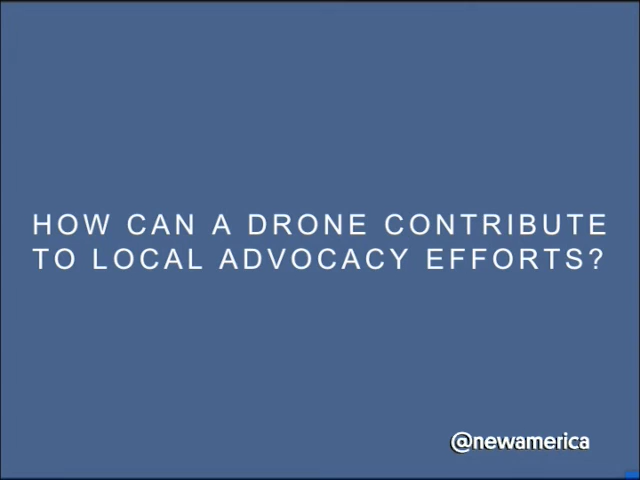 HOW CAN A DRONE CONTRIBUTE
TO LOCAL ADVOCACY EFFORTS?
@newamerica